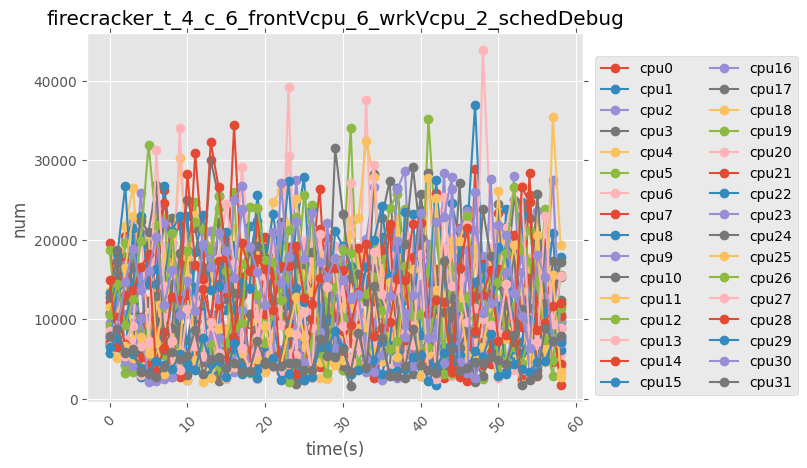 firecracker_t_4_c_6_frontVcpu_6_wrkVcpu_2_schedDebug
num
40000
30000
20000
10000
0
0
10
20
30
40
50
60
time(s)
cpu0
cpu1
cpu2
cpu3
cpu4
cpu5
cpu6
cpu7
cpu8
cpu9
cpu10
cpu11
cpu12
cpu13
cpu14
cpu15
cpu16
cpu17
cpu18
cpu19
cpu20
cpu21
cpu22
cpu23
cpu24
cpu25
cpu26
cpu27
cpu28
cpu29
cpu30
cpu31